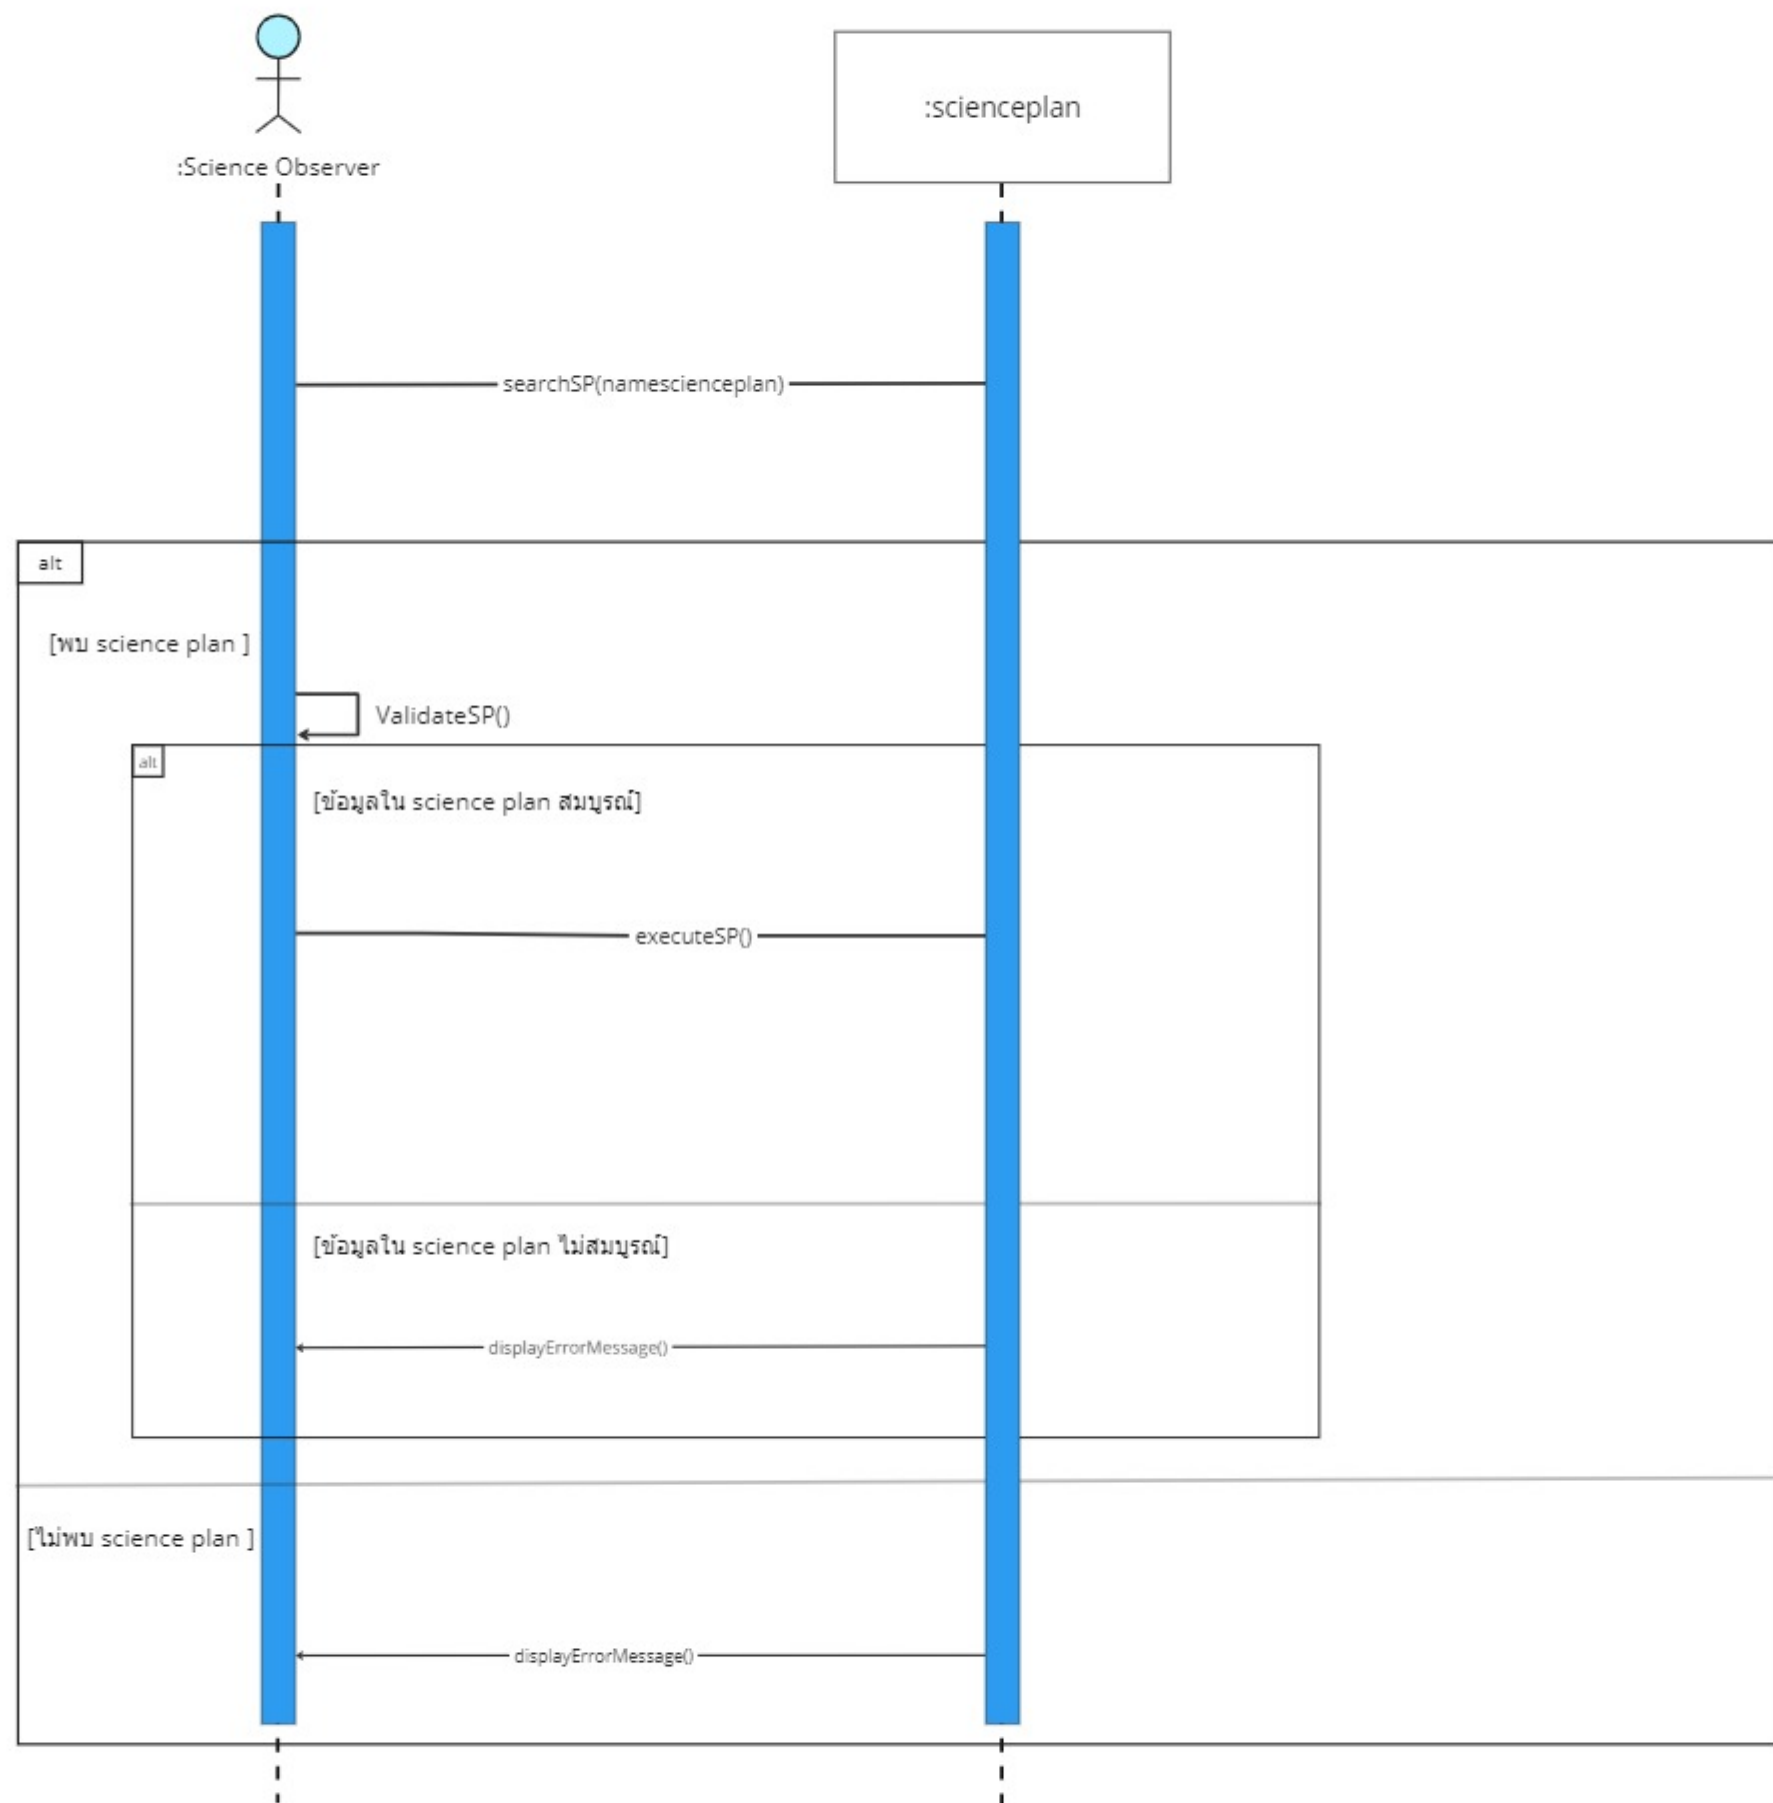 :Science Observer
:scienceplan
searchSP(namescienceplan)
alt
[พบ science plan ]
ValidateSP()
alt
[ข้อมูลใน science plan สมบูรณ์]
executeSP()
[ข้อมูลใน science plan ไม่สมบูรณ์]
displayErrorMessage()
[ไม่พบ science plan ]
displayErrorMessage()